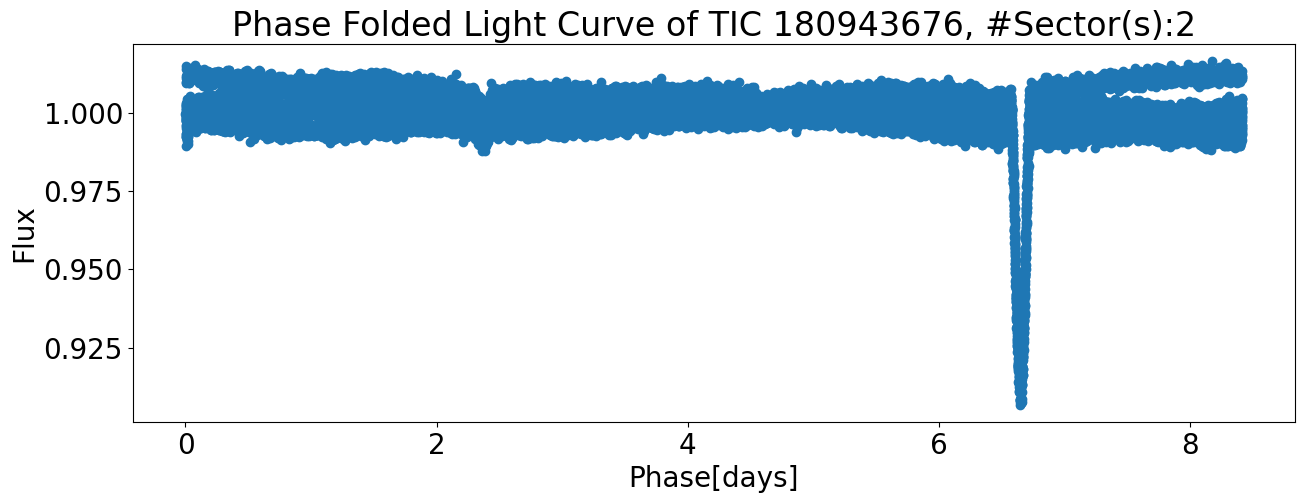 Phase Folded Light Curve of TIC 180943676, #Sector(s):2
1.000
0.975
0.950
0.925
Flux
0 2 4 6 8
Phase[days]